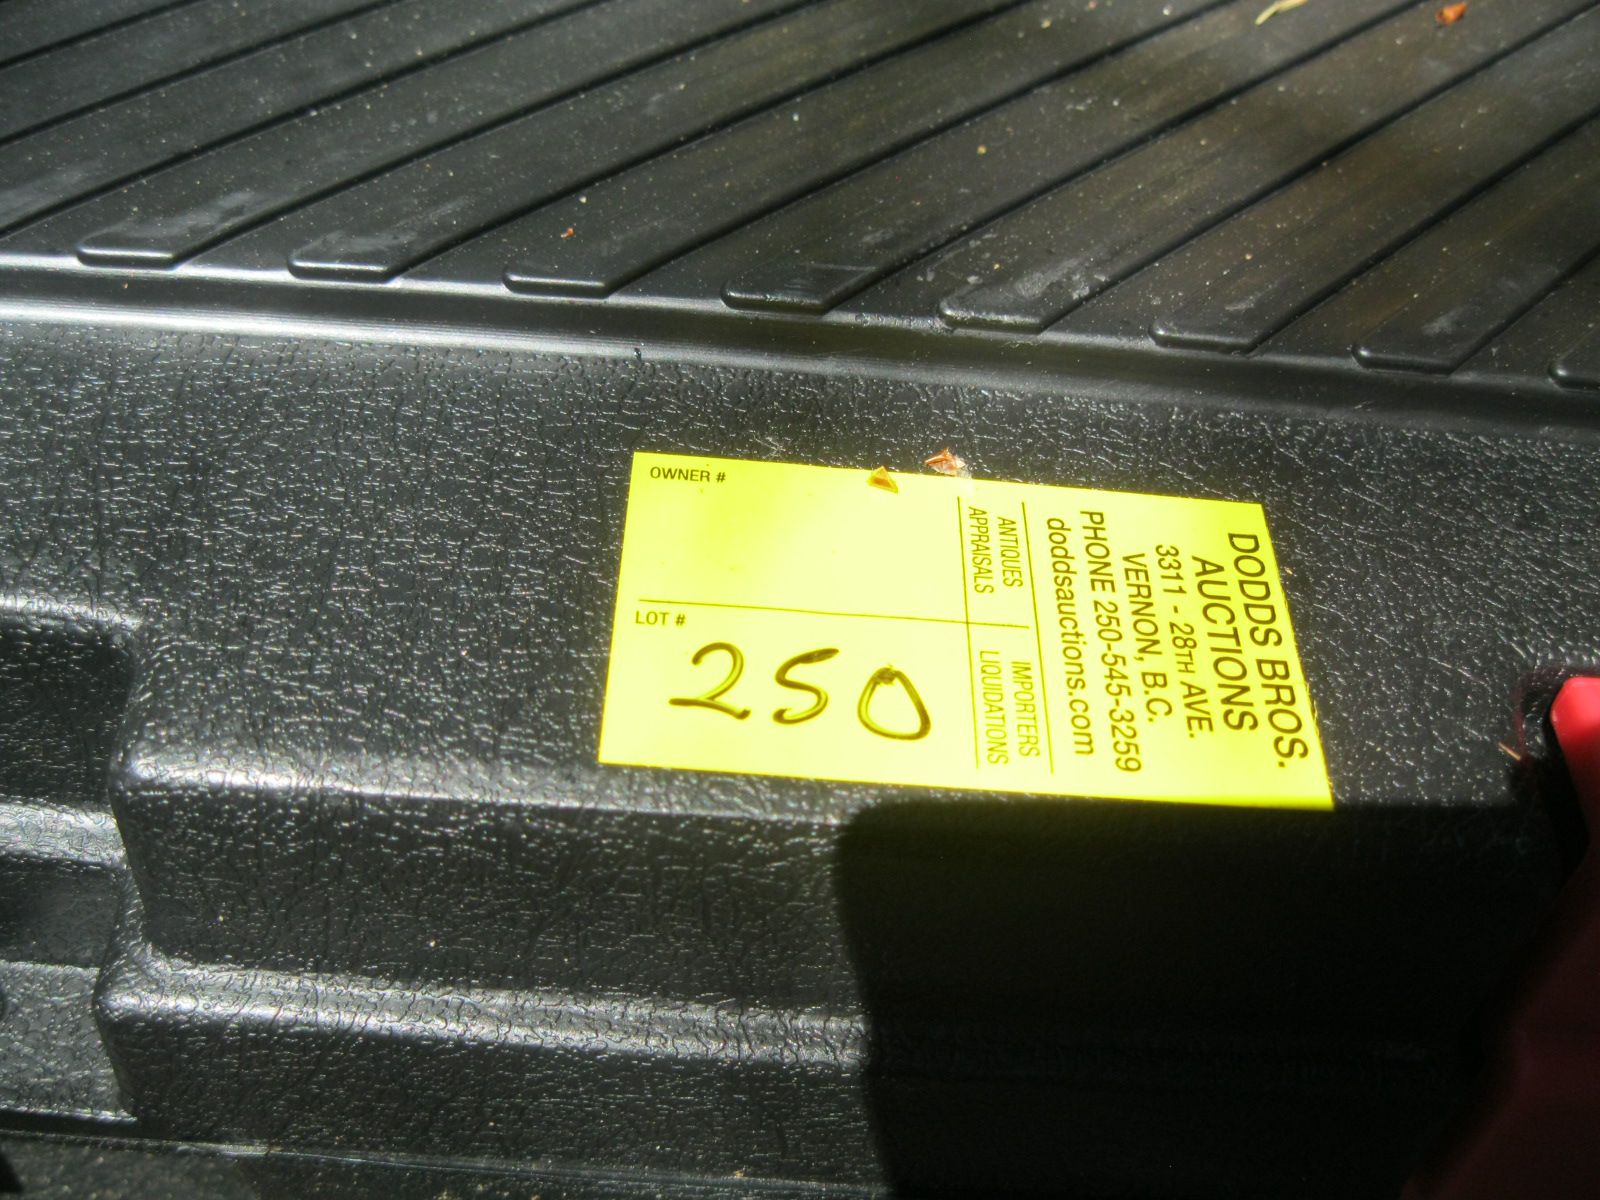 OWNER #
LOT #
250
ANTIQUES IMPORTERS
APPRAISALS LIQUIDATIONS
DODDS BROS.
AUCTIONS
3311 - 28TH AVE.
VERNON, B.C.
PHONE 250-545-3259
doddsauctions.com